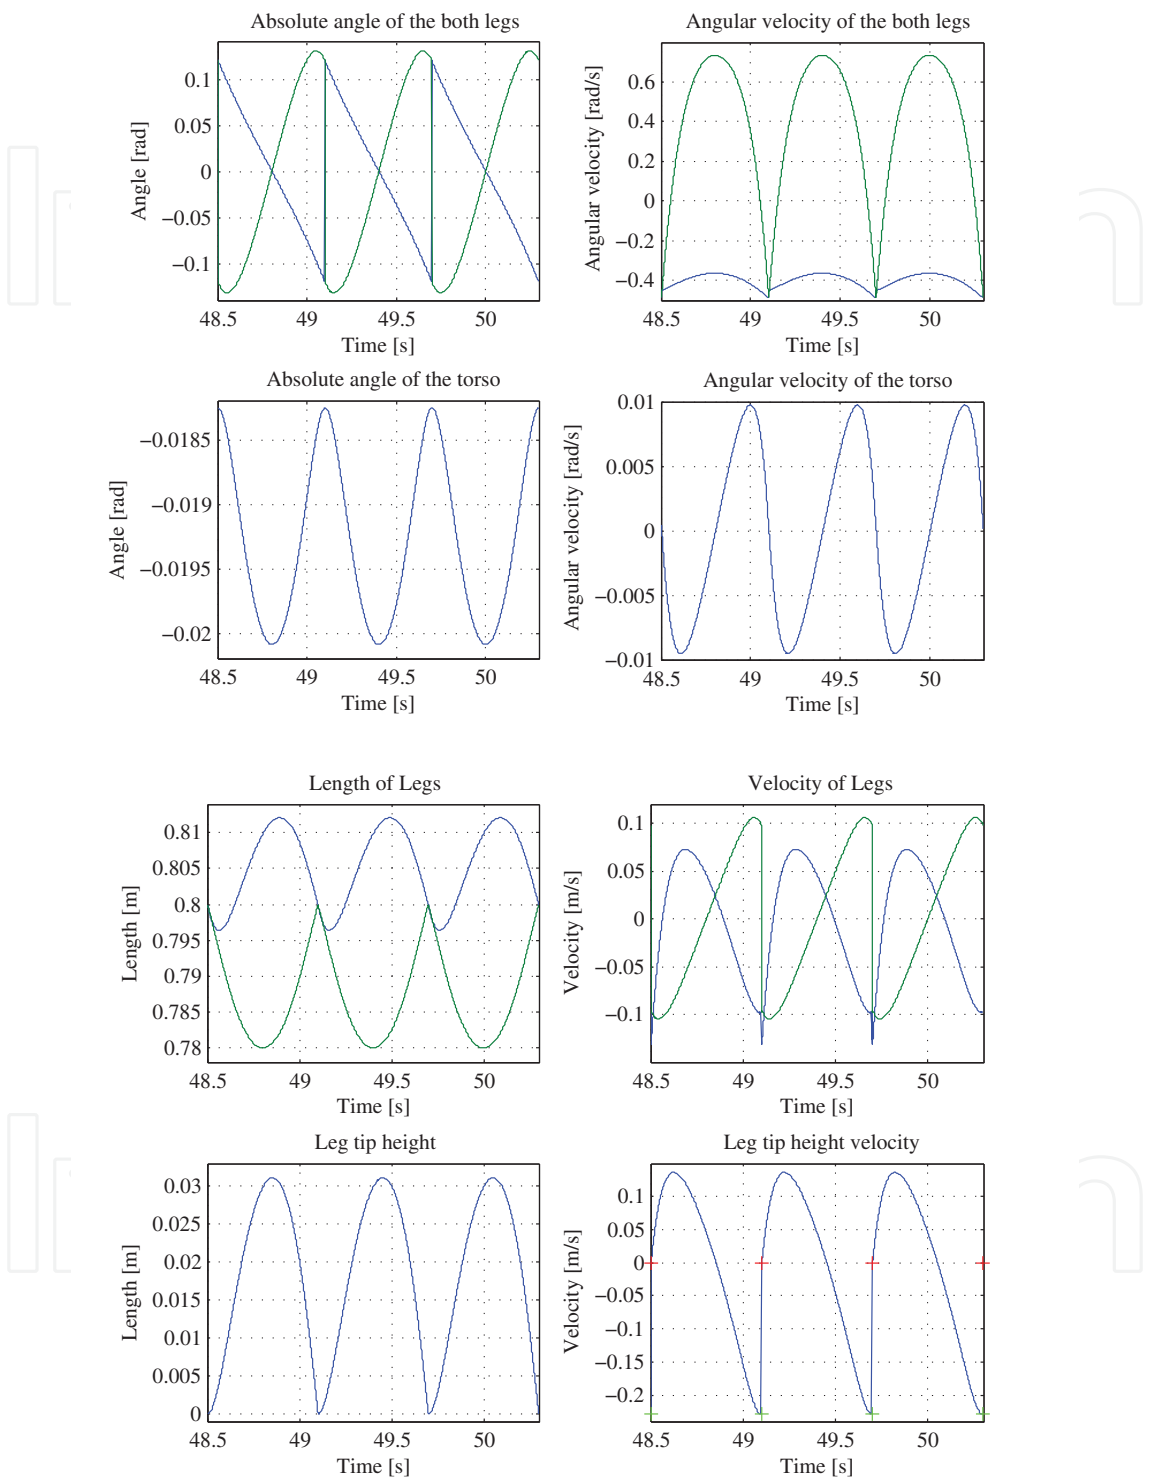 Absolute angle of the both legs
Angle [rad]
0.1
0.05
0
−0.05
−0.1
48.5 49 49.5 50
Time [s]
Angular velocity of the both legs
Angular velocity [rad/s]
0.6
0.4
0.2
0
−0.2
−0.4
48.5 49 49.5 50
Time [s]
Absolute angle of the torso
Angle [rad]
−0.0185
−0.019
−0.0195
−0.02
48.5 49 49.5 50
Time [s]
Angular velocity of the torso
Angular velocity [rad/s]
0.01
0.005
0
−0.005
−0.01
48.5 49 49.5 50
Time [s]
Length of Legs
Length [m]
0.81
0.805
0.8
0.795
0.79
0.785
0.78
48.5 49 49.5 50
Time [s]
Velocity of Legs
Velocity [m/s]
0.1
0.05
0
−0.05
−0.1
48.5 49 49.5 50
Time [s]
Leg tip height
Length [m]
0.03
0.025
0.02
0.015
0.01
0.005
0
48.5 49 49.5 50
Time [s]
Leg tip height velocity
Velocity [m/s]
0.1
0.05
0
−0.05
−0.1
−0.15
−0.2
48.5 49 49.5 50
Time [s]